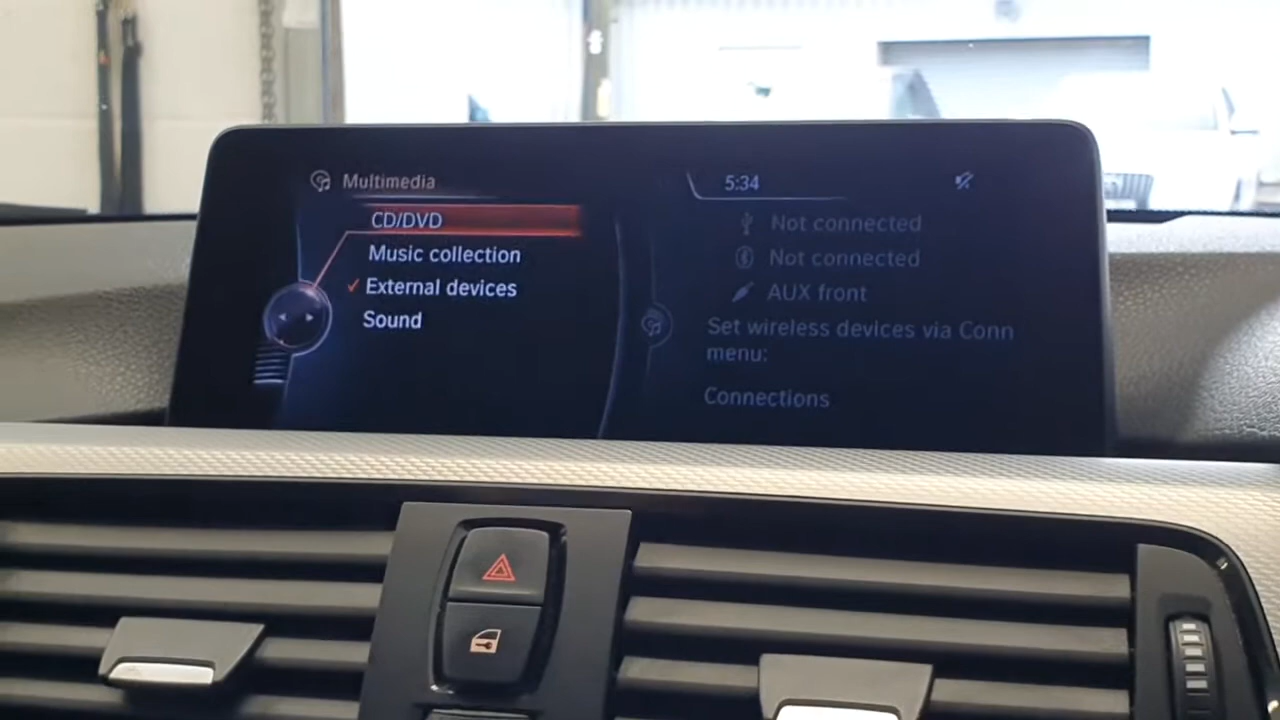 Multimedia
CD/DVD
Music collection
External devices
Sound
5:34
Not connected
Not connected
AUX front
Set wireless devices via Conn
menu:
Connections